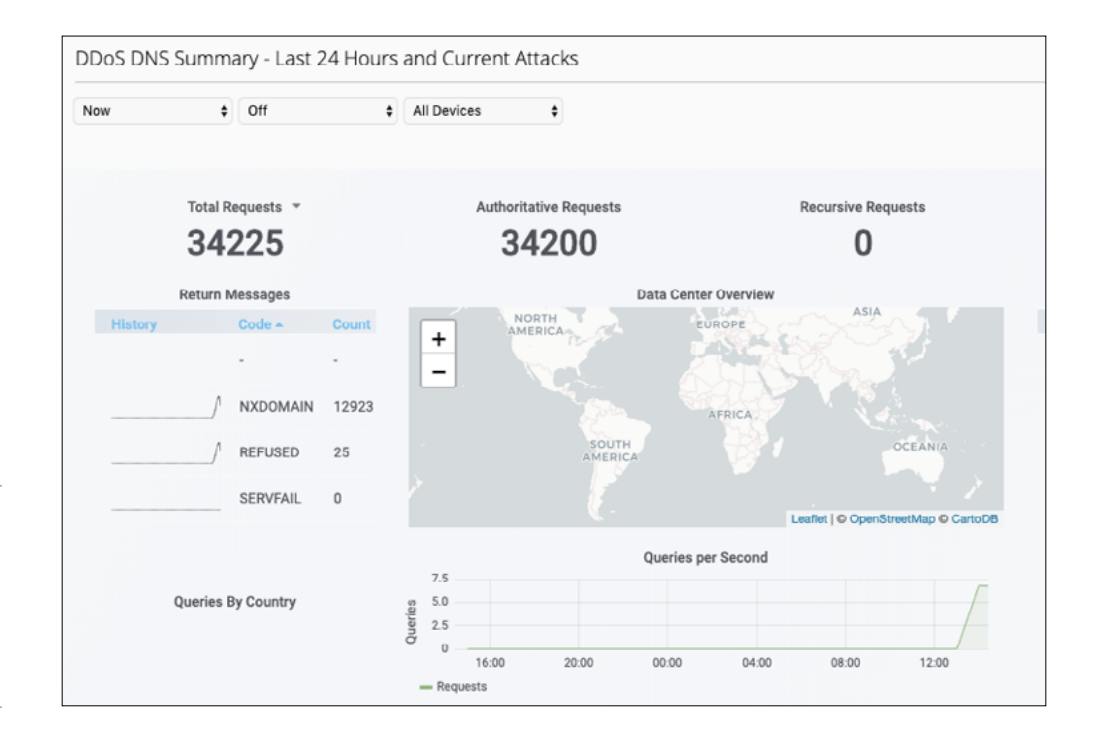 DDoS DNS Summary - Last 24 Hours and Current Attacks
Now Off All Devices
Total Requests Authoritative Requests Recursive Requests
34225 34200 0
Return Messages
History Code Count
- -
NXDOMAIN 12923
REFUSED 25
SERVFAIL 0
Data Center Overview
+
−
NORTH AMERICA
EUROPE
ASIA
AFRICA
SOUTH AMERICA
OCEANIA
Leaflet | © OpenStreetMap © CartoDB
Queries By Country
Queries per Second
Queries
7.5
5.0
2.5
0
16:00 20:00 00:00 04:00 08:00 12:00
Requests